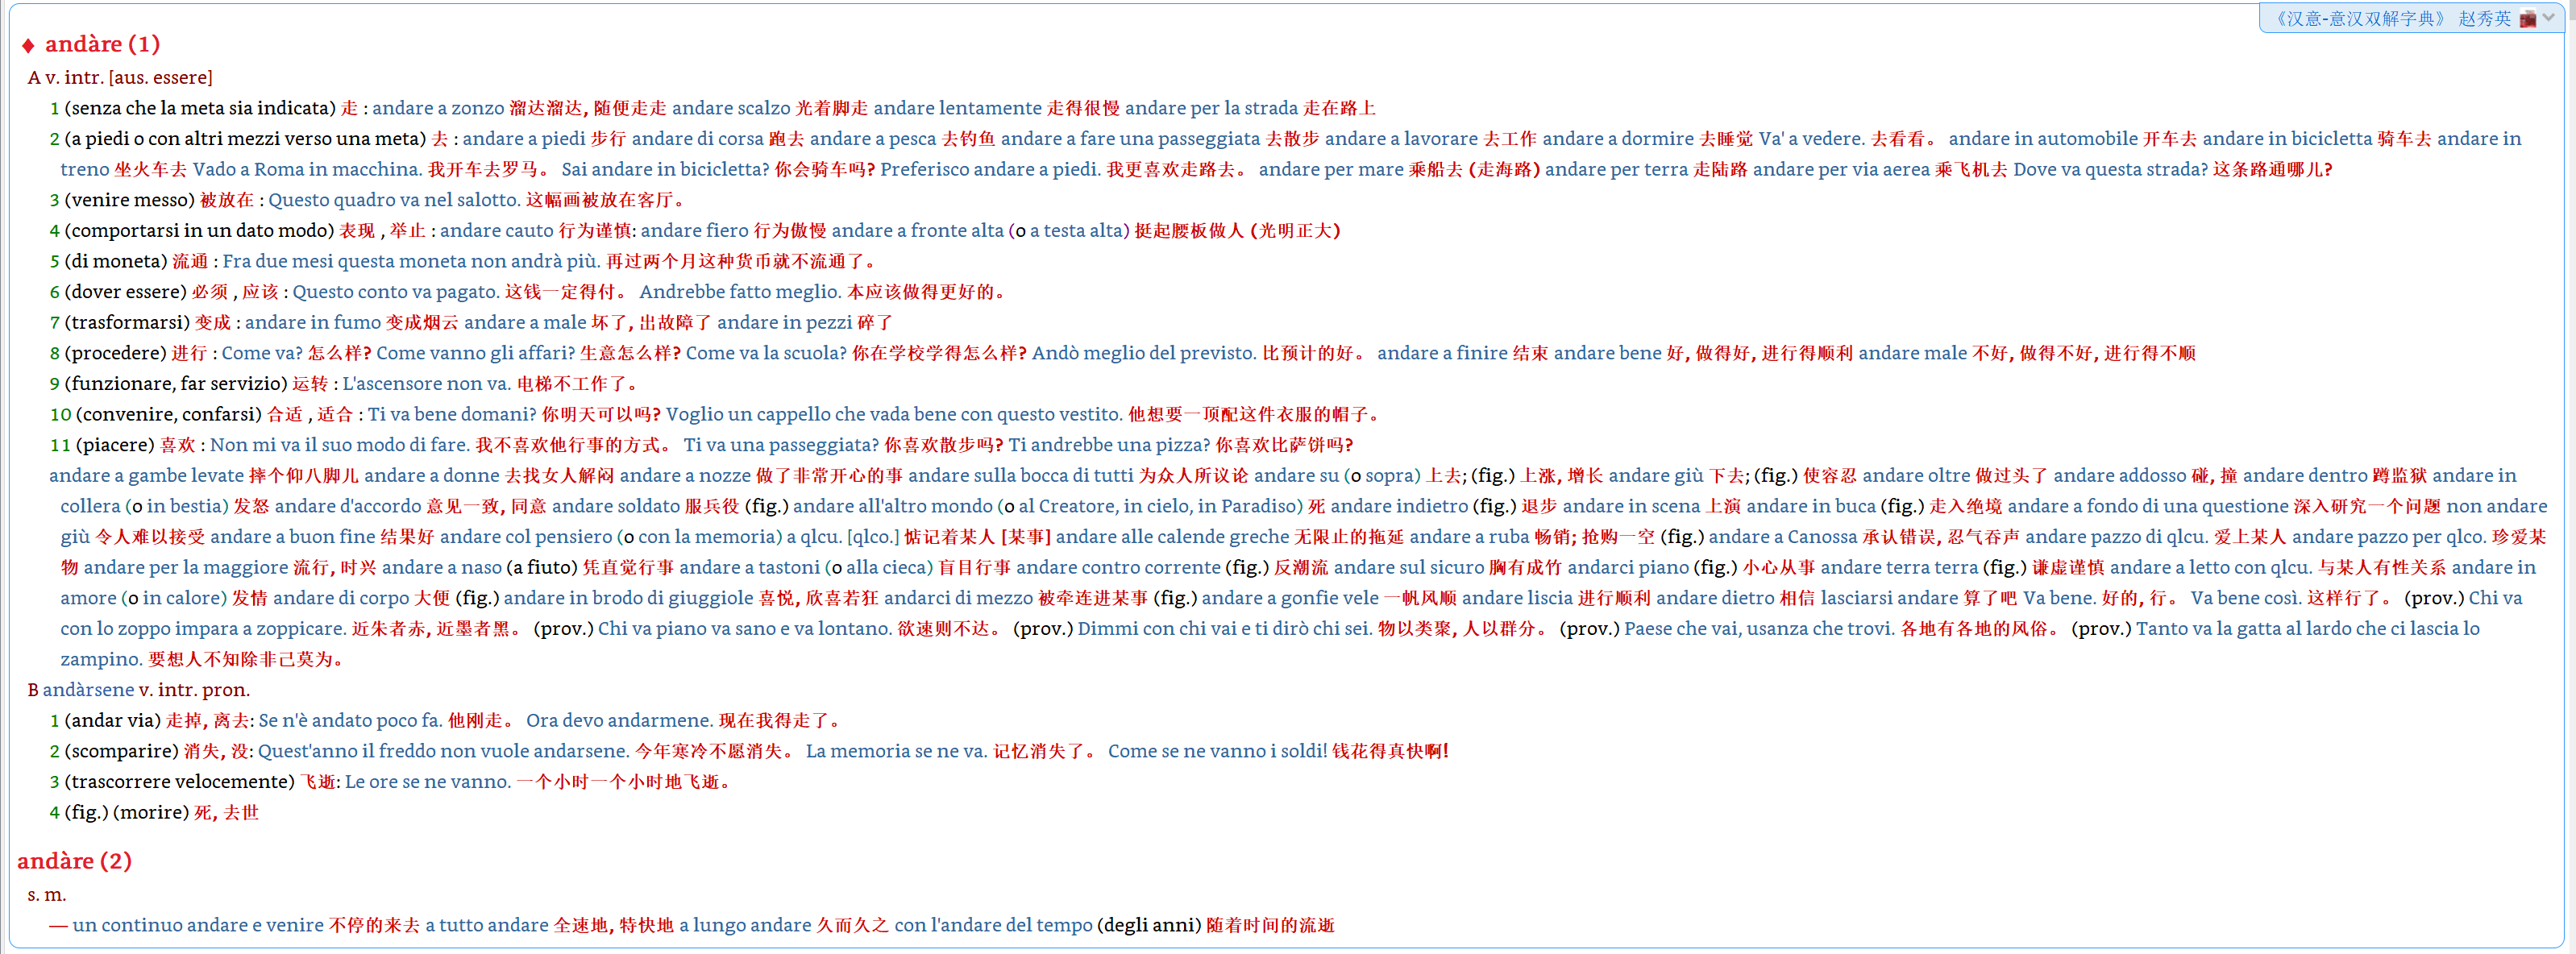 《汉意-意汉双解字典》 赵秀英
♦ andàre (1)
A v. intr. [aus. essere]
1 (senza che la meta sia indicata) 走 : andare a zonzo 溜达溜达, 随便走走 andare scalzo 光着脚走 andare lentamente 走得很慢 andare per la strada 走在路上
2 (a piedi o con altri mezzi verso una meta) 去 : andare a piedi 步行 andare di corsa 跑去 andare a pesca 去钓鱼 andare a fare una passeggiata 去散步 andare a lavorare 去工作 andare a dormire 去睡觉 Va' a vedere. 去看看。 andare in automobile 开车去 andare in bicicletta 骑车去 andare in
treno 坐火车去 Vado a Roma in macchina. 我开车去罗马。 Sai andare in bicicletta? 你会骑车吗? Preferisco andare a piedi. 我更喜欢走路去。 andare per mare 乘船去 (走海路) andare per terra 走陆路 andare per via aerea 乘飞机去 Dove va questa strada? 这条路通哪儿?
3 (venire messo) 被放在 : Questo quadro va nel salotto. 这幅画被放在客厅。
4 (comportarsi in un dato modo) 表现 , 举止 : andare cauto 行为谨慎: andare fiero 行为傲慢 andare a fronte alta (o a testa alta) 挺起腰板做人 (光明正大)
5 (di moneta) 流通 : Fra due mesi questa moneta non andrà più. 再过两个月这种货币就不流通了。
6 (dover essere) 必须 , 应该 : Questo conto va pagato. 这钱一定得付。 Andrebbe fatto meglio. 本应该做得更好的。
7 (trasformarsi) 变成 : andare in fumo 变成烟云 andare a male 坏了, 出故障了 andare in pezzi 碎了
8 (procedere) 进行 : Come va? 怎么样? Come vanno gli affari? 生意怎么样? Come va la scuola? 你在学校学得怎么样? Andò meglio del previsto. 比预计的好。 andare a finire 结束 andare bene 好, 做得好, 进行得顺利 andare male 不好, 做得不好, 进行得不顺
9 (funzionare, far servizio) 运转 : L'ascensore non va. 电梯不工作了。
10 (convenire, confarsi) 合适 , 适合 : Ti va bene domani? 你明天可以吗? Voglio un cappello che vada bene con questo vestito. 他想要一顶配这件衣服的帽子。
11 (piacere) 喜欢 : Non mi va il suo modo di fare. 我不喜欢他行事的方式。 Ti va una passeggiata? 你喜欢散步吗? Ti andrebbe una pizza? 你喜欢比萨饼吗?
andare a gambe levate 摔个仰八脚儿 andare a donne 去找女人解闷 andare a nozze 做了非常开心的事 andare sulla bocca di tutti 为众人所议论 andare su (o sopra) 上去; (fig.) 上涨, 增长 andare giù 下去; (fig.) 使容忍 andare oltre 做过头了 andare addosso 碰, 撞 andare dentro 蹲监狱 andare in
collera (o in bestia) 发怒 andare d'accordo 意见一致, 同意 andare soldato 服兵役 (fig.) andare all'altro mondo (o al Creatore, in cielo, in Paradiso) 死 andare indietro (fig.) 退步 andare in scena 上演 andare in buca (fig.) 走入绝境 andare a fondo di una questione 深入研究一个问题 non andare
giù 令人难以接受 andare a buon fine 结果好 andare col pensiero (o con la memoria) a qlcu. [qlco.] 惦记着某人 [某事] andare alle calende greche 无限止的拖延 andare a ruba 畅销; 抢购一空 (fig.) andare a Canossa 承认错误, 忍气吞声 andare pazzo di qlcu. 爱上某人 andare pazzo per qlco. 珍爱某
物 andare per la maggiore 流行, 时兴 andare a naso (a fiuto) 凭直觉行事 andare a tastoni (o alla cieca) 盲目行事 andare contro corrente (fig.) 反潮流 andare sul sicuro 胸有成竹 andarci piano (fig.) 小心从事 andare terra terra (fig.) 谦虚谨慎 andare a letto con qlcu. 与某人有性关系 andare in
amore (o in calore) 发情 andare di corpo 大便 (fig.) andare in brodo di giuggiole 喜悦, 欣喜若狂 andarci di mezzo 被牵连进某事 (fig.) andare a gonfie vele 一帆风顺 andare liscia 进行顺利 andare dietro 相信 lasciarsi andare 算了吧 Va bene. 好的, 行。 Va bene così. 这样行了。 (prov.) Chi va
con lo zoppo impara a zoppicare. 近朱者赤, 近墨者黑。 (prov.) Chi va piano va sano e va lontano. 欲速则不达。 (prov.) Dimmi con chi vai e ti dirò chi sei. 物以类聚, 人以群分。 (prov.) Paese che vai, usanza che trovi. 各地有各地的风俗。 (prov.) Tanto va la gatta al lardo che ci lascia lo
zampino. 要想人不知除非己莫为。
B andàrsene v. intr. pron.
1 (andar via) 走掉, 离去: Se n'è andato poco fa. 他刚走。 Ora devo andarmene. 现在我得走了。
2 (scomparire) 消失, 没: Quest'anno il freddo non vuole andarsene. 今年寒冷不愿消失。 La memoria se ne va. 记忆消失了。 Come se ne vanno i soldi! 钱花得真快啊!
3 (trascorrere velocemente) 飞逝: Le ore se ne vanno. 一个小时一个小时地飞逝。
4 (fig.) (morire) 死, 去世
andàre (2)
s. m.
— un continuo andare e venire 不停的来去 a tutto andare 全速地, 特快地 a lungo andare 久而久之 con l'andare del tempo (degli anni) 随着时间的流逝